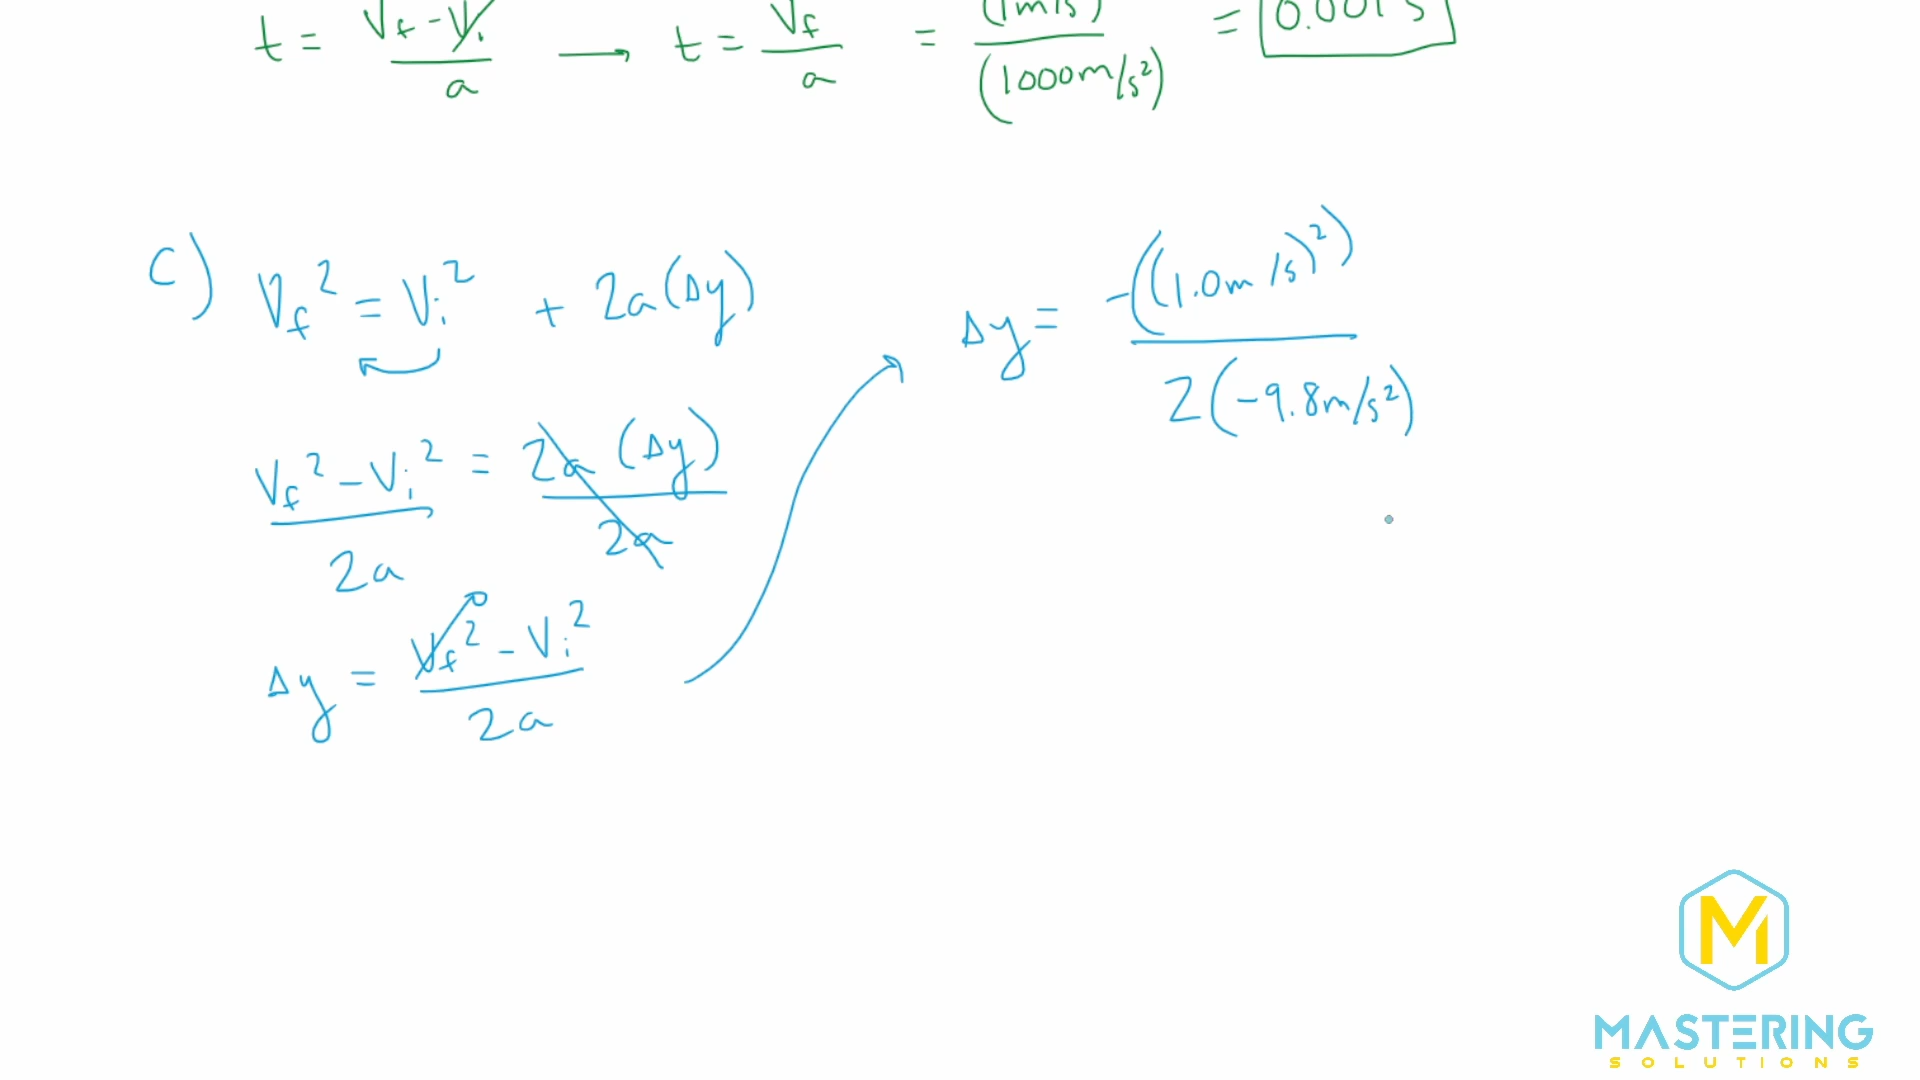 t = Vf - Vi / a → t = Vf / a = (1m/s) / (1000m/s²) = 0.001 s
C) Vf² = Vi² + 2a(Δy)
Vf² - Vi² / 2a = 2a (Δy) / 2a
Δy = Vf² - Vi² / 2a
0
Δy = -((1.0m/s)²) / 2(-9.8m/s²)
M
MASTERING
SOLUTIONS